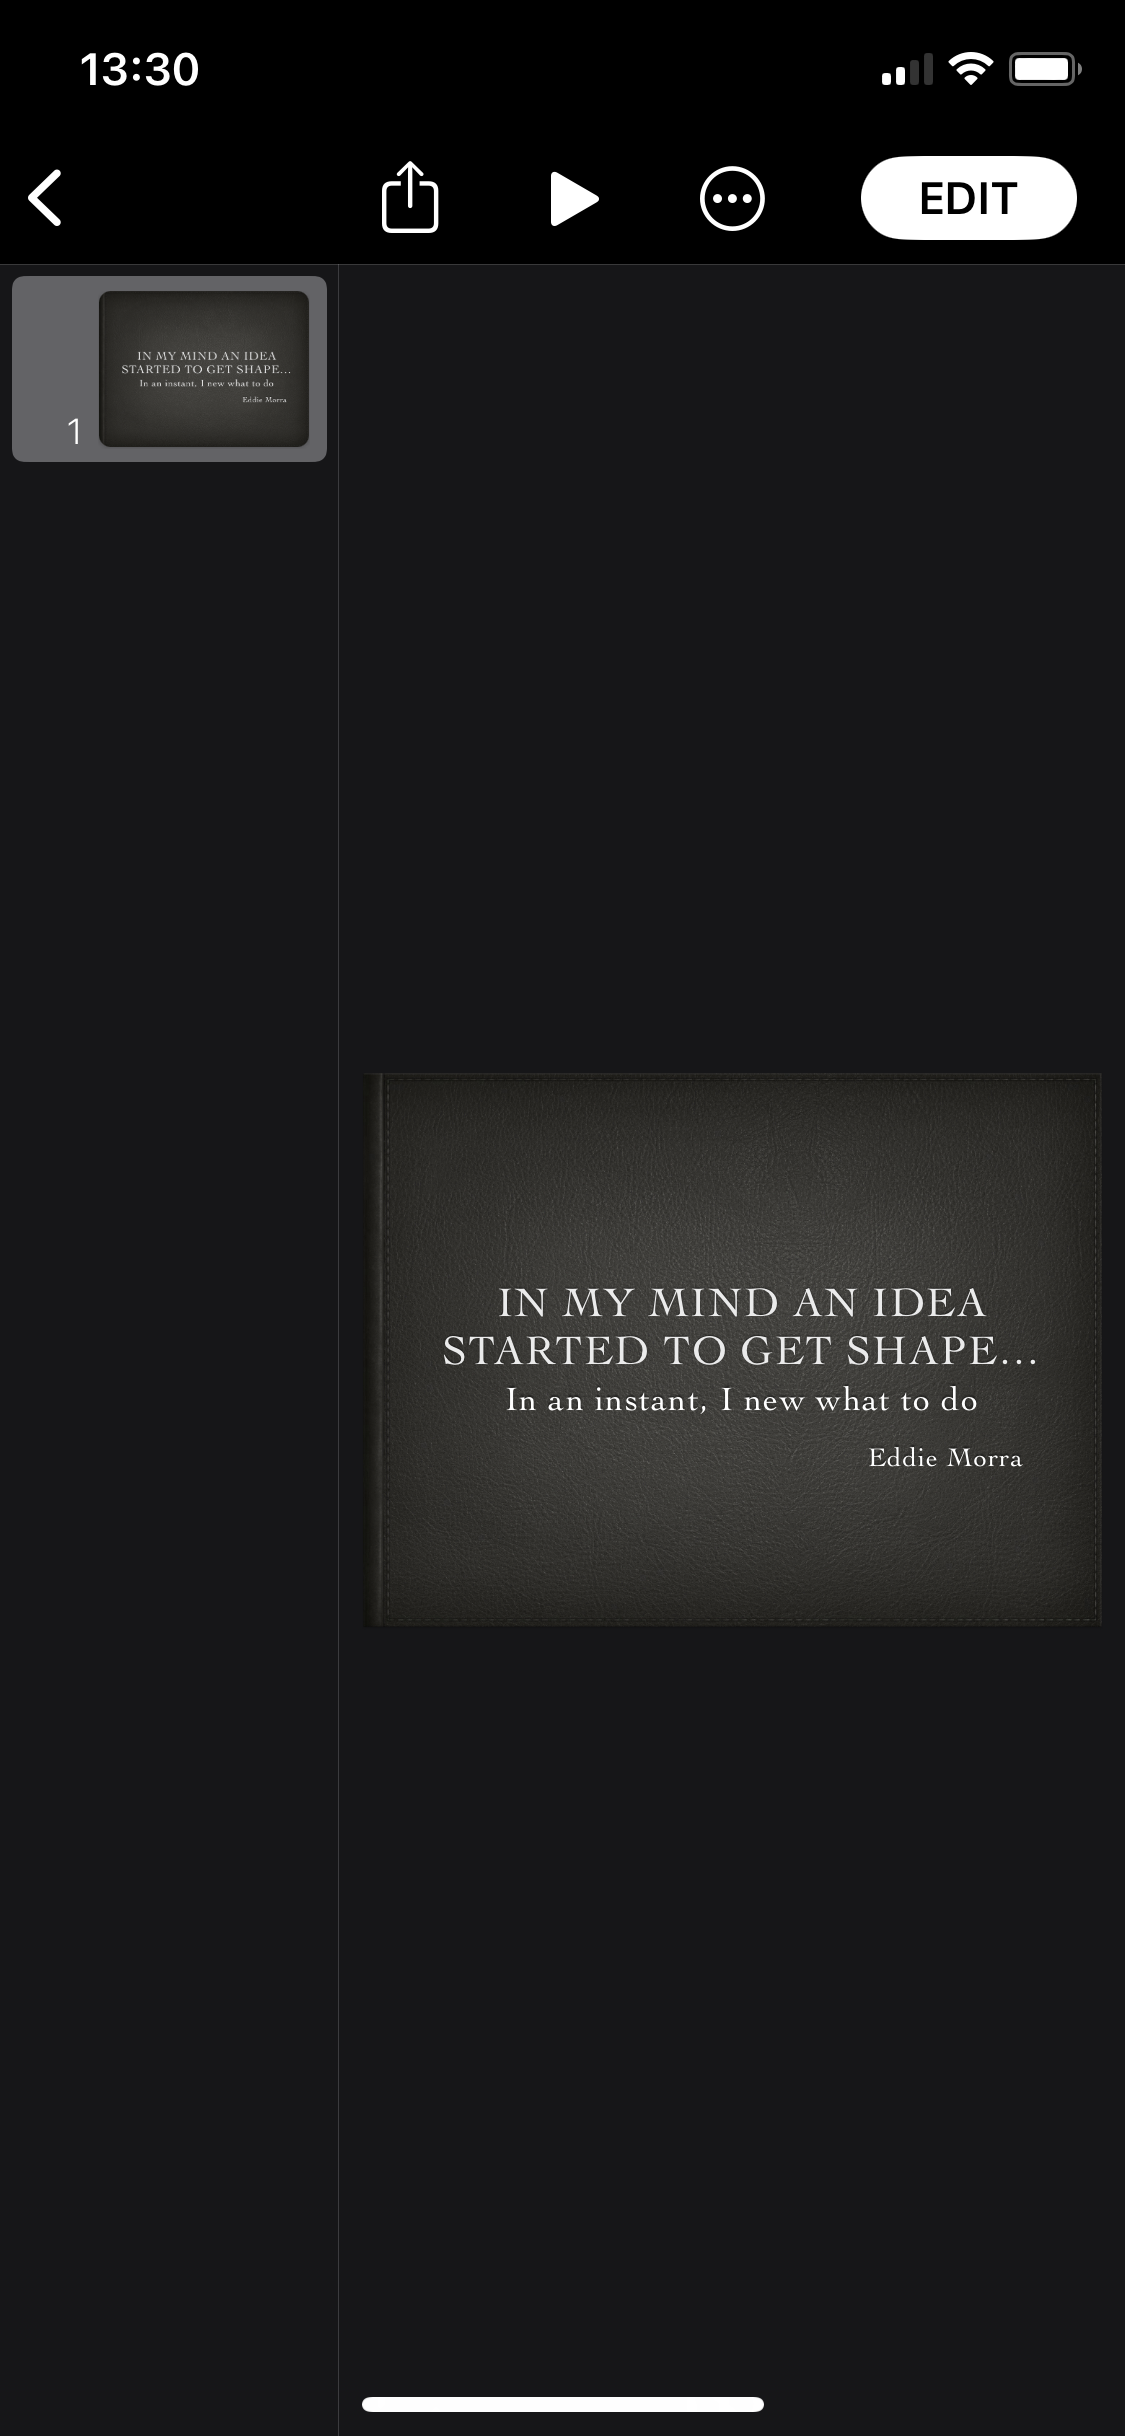 13:30
EDIT
IN MY MIND AN IDEA
STARTED TO GET SHAPE...
In an instant, I new what to do
Eddie Morra
1
IN MY MIND AN IDEA
STARTED TO GET SHAPE...
In an instant, I new what to do
Eddie Morra